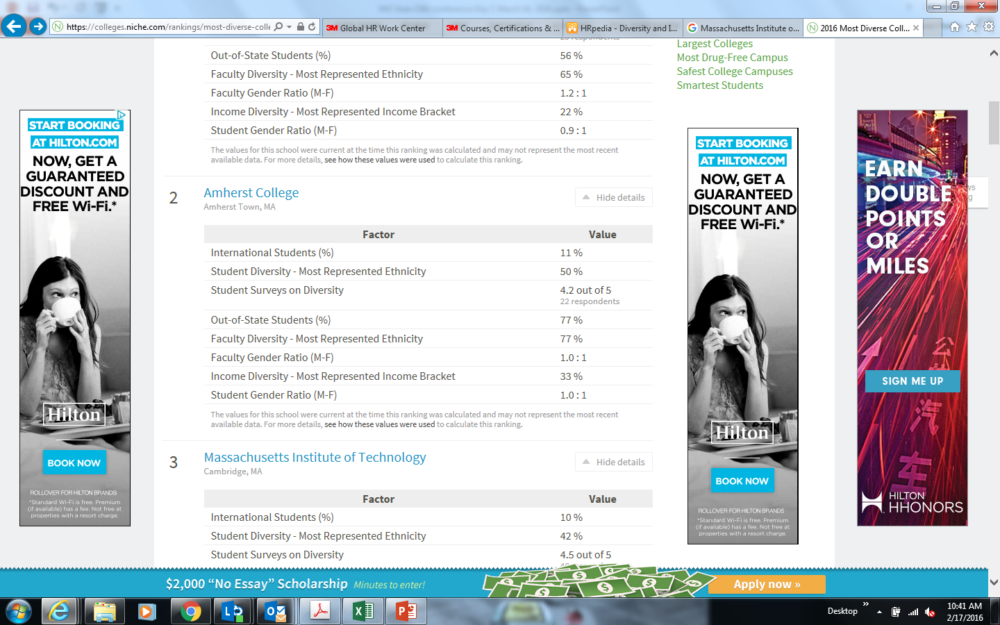 https://colleges.niche.com/rankings/most-diverse-colle
Global HR Work Center
Courses, Certifications & ...
HRpedia - Diversity and I...
Massachusetts Institute o...
2016 Most Diverse Coll...
Out-of-State Students (%) 56 %
Faculty Diversity - Most Represented Ethnicity 65 %
Faculty Gender Ratio (M-F) 1.2 : 1
Income Diversity - Most Represented Income Bracket 22 %
Student Gender Ratio (M-F) 0.9 : 1
The values for this school were current at the time this ranking was calculated and may not represent the most recent
available data. For more details, see how these values were used to calculate this ranking.
2 Amherst College Hide details
Amherst Town, MA
Factor Value
International Students (%) 11 %
Student Diversity - Most Represented Ethnicity 50 %
Student Surveys on Diversity 4.2 out of 5
22 respondents
Out-of-State Students (%) 77 %
Faculty Diversity - Most Represented Ethnicity 77 %
Faculty Gender Ratio (M-F) 1.0 : 1
Income Diversity - Most Represented Income Bracket 33 %
Student Gender Ratio (M-F) 1.0 : 1
The values for this school were current at the time this ranking was calculated and may not represent the most recent
available data. For more details, see how these values were used to calculate this ranking.
3 Massachusetts Institute of Technology Hide details
Cambridge, MA
Factor Value
International Students (%) 10 %
Student Diversity - Most Represented Ethnicity 42 %
Student Surveys on Diversity 4.5 out of 5
Largest Colleges
Most Drug-Free Campus
Safest College Campuses
Smartest Students
START BOOKING
AT HILTON.COM
NOW, GET A
GUARANTEED
DISCOUNT AND
FREE Wi-Fi.*
Hilton
BOOK NOW
ROLLOVER FOR HILTON BRANDS
*Standard Wi-Fi is free. Premium
(if available) has a fee. Not free at
properties with a resort charge.
START BOOKING
AT HILTON.COM
NOW, GET A
GUARANTEED
DISCOUNT AND
FREE Wi-Fi.*
Hilton
BOOK NOW
ROLLOVER FOR HILTON BRANDS
*Standard Wi-Fi is free. Premium
(if available) has a fee. Not free at
properties with a resort charge.
EARN
DOUBLE
POINTS
OR
MILES
SIGN ME UP
汽
车
HILTON
HHONORS
$2,000 “No Essay” Scholarship Minutes to enter! Apply now »
Desktop
10:41 AM
2/17/2016